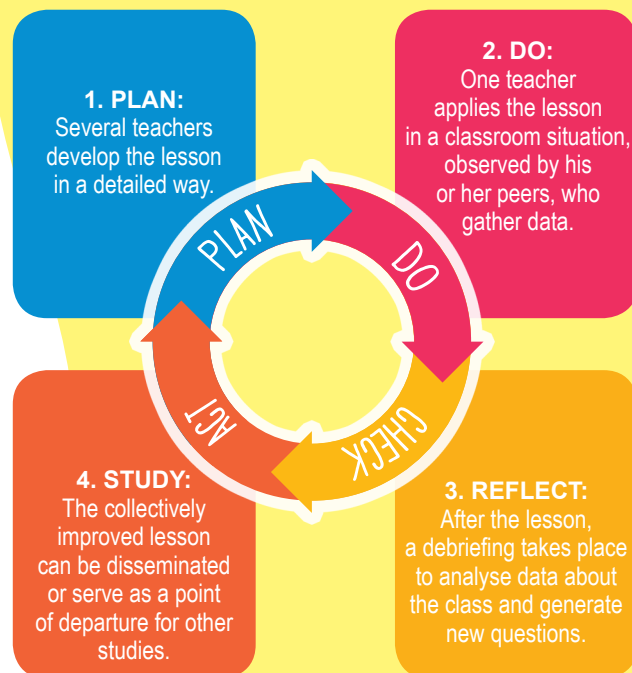 1. PLAN:
Several teachers
develop the lesson
in a detailed way.
2. DO:
One teacher
applies the lesson
in a classroom situation,
observed by his
or her peers, who
gather data.
PLAN
DO
CHECK
ACT
4. STUDY:
The collectively
improved lesson
can be disseminated
or serve as a point
of departure for other
studies.
3. REFLECT:
After the lesson,
a debriefing takes place
to analyse data about
the class and generate
new questions.